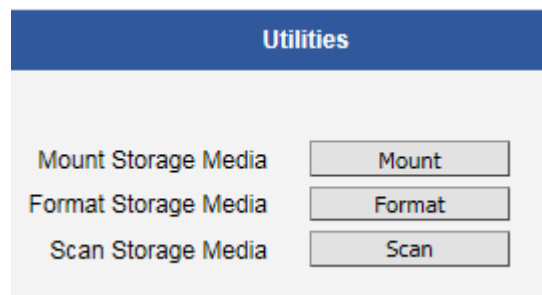 Utilities
Mount Storage Media Mount
Format Storage Media Format
Scan Storage Media Scan